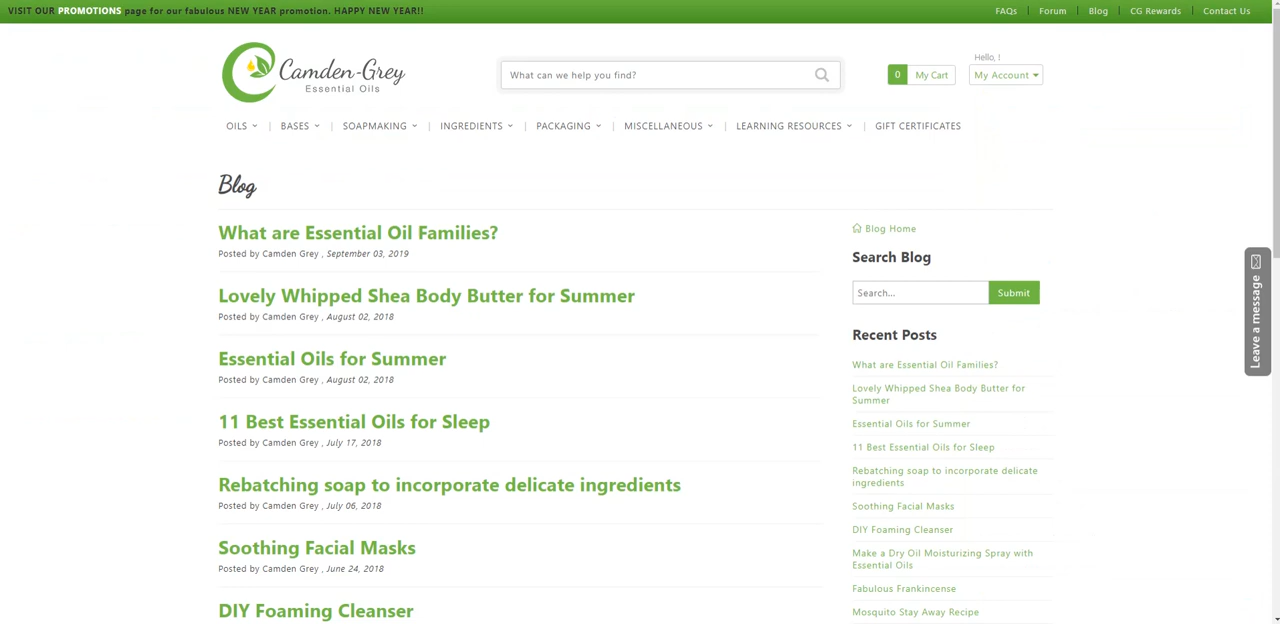 VISIT OUR PROMOTIONS page for our fabulous NEW YEAR promotion. HAPPY NEW YEAR!!
FAQs
Forum
Blog
CG Rewards
Contact Us
Camden-Grey
Essential Oils
What can we help you find?
0 My Cart
Hello, !
My Account
OILS
BASES
SOAPMAKING
INGREDIENTS
PACKAGING
MISCELLANEOUS
LEARNING RESOURCES
GIFT CERTIFICATES
Blog
What are Essential Oil Families?
Posted by Camden Grey , September 03, 2019
Lovely Whipped Shea Body Butter for Summer
Posted by Camden Grey , August 02, 2018
Essential Oils for Summer
Posted by Camden Grey , August 02, 2018
11 Best Essential Oils for Sleep
Posted by Camden Grey , July 17, 2018
Rebatching soap to incorporate delicate ingredients
Posted by Camden Grey , July 06, 2018
Soothing Facial Masks
Posted by Camden Grey , June 24, 2018
DIY Foaming Cleanser
Blog Home
Search Blog
Search...
Submit
Recent Posts
What are Essential Oil Families?
Lovely Whipped Shea Body Butter for
Summer
Essential Oils for Summer
11 Best Essential Oils for Sleep
Rebatching soap to incorporate delicate
ingredients
Soothing Facial Masks
DIY Foaming Cleanser
Make a Dry Oil Moisturizing Spray with
Essential Oils
Fabulous Frankincense
Mosquito Stay Away Recipe
Leave a message